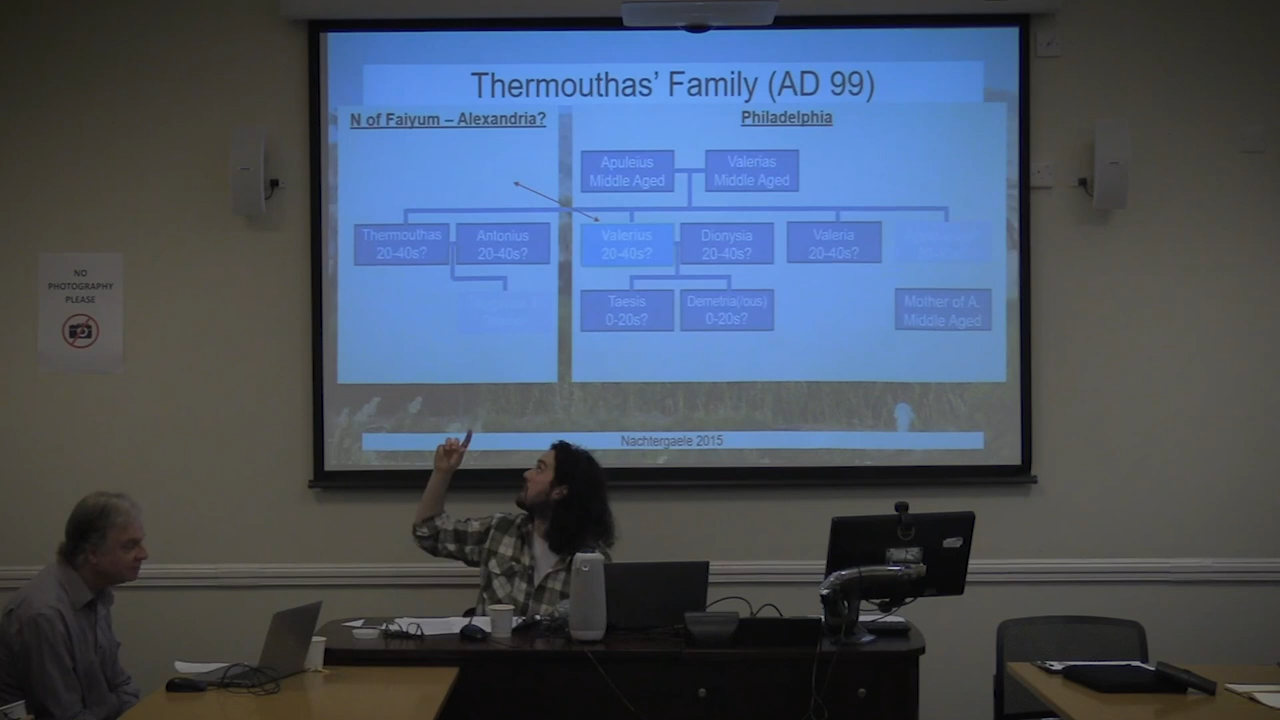 Thermouthas' Family (AD 99)
N of Faiyum – Alexandria?
Philadelphia
Apuleius
Middle Aged
Valerias
Middle Aged
Thermouthas
20-40s?
Antonius
20-40s?
Valerius
20-40s?
Dionysia
20-40s?
Valeria
20-40s?
Taesis
0-20s?
Demetria(/ous)
0-20s?
Mother of A.
Middle Aged
Nachtergaele 2015
NO
PHOTOGRAPHY
PLEASE